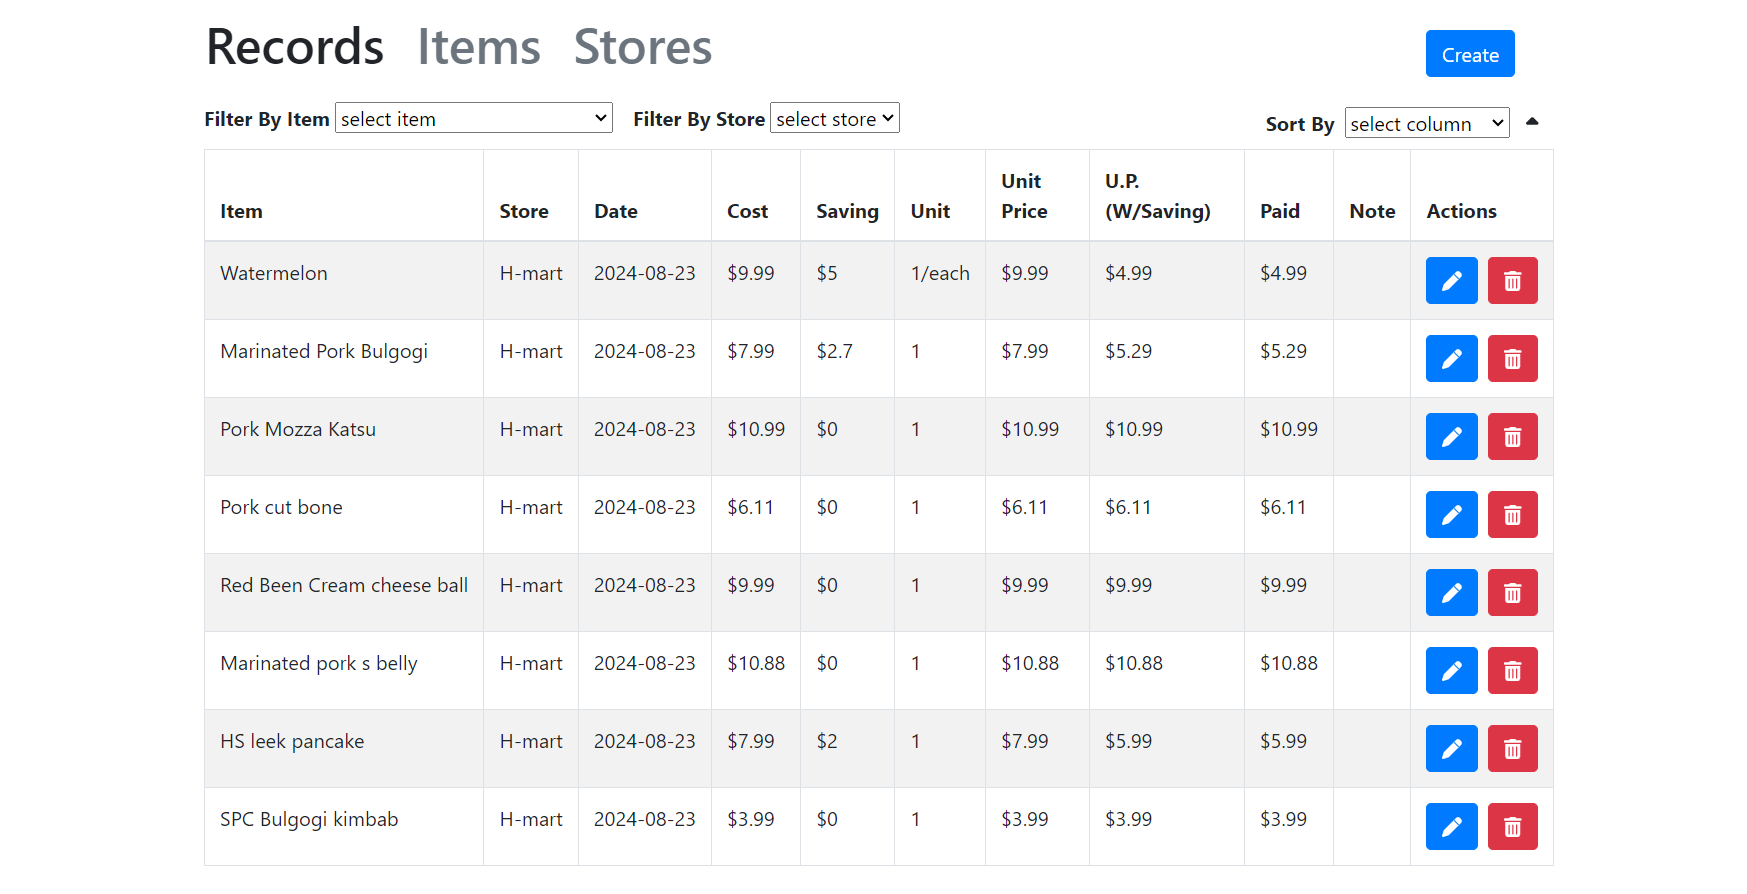 Records Items Stores
Create
Filter By Item select item Filter By Store select store
Sort By select column
Item Store Date Cost Saving Unit Unit Price U.P. (W/Saving) Paid Note Actions
Watermelon H-mart 2024-08-23 $9.99 $5 1/each $9.99 $4.99 $4.99
Marinated Pork Bulgogi H-mart 2024-08-23 $7.99 $2.7 1 $7.99 $5.29 $5.29
Pork Mozza Katsu H-mart 2024-08-23 $10.99 $0 1 $10.99 $10.99 $10.99
Pork cut bone H-mart 2024-08-23 $6.11 $0 1 $6.11 $6.11 $6.11
Red Been Cream cheese ball H-mart 2024-08-23 $9.99 $0 1 $9.99 $9.99 $9.99
Marinated pork s belly H-mart 2024-08-23 $10.88 $0 1 $10.88 $10.88 $10.88
HS leek pancake H-mart 2024-08-23 $7.99 $2 1 $7.99 $5.99 $5.99
SPC Bulgogi kimbab H-mart 2024-08-23 $3.99 $0 1 $3.99 $3.99 $3.99